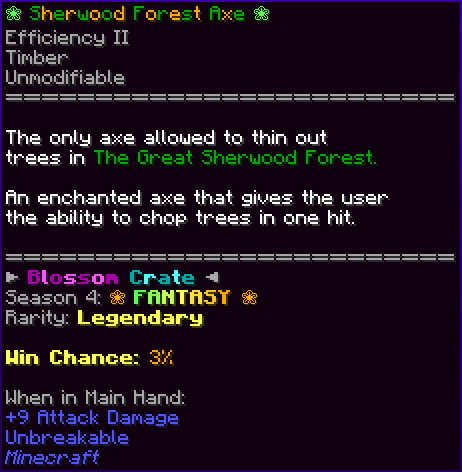 ❀ Sherwood Forest Axe ❀
Efficiency II
Timber
Unmodifiable
==============================
The only axe allowed to thin out
trees in The Great Sherwood Forest.
An enchanted axe that gives the user
the ability to chop trees in one hit.
==============================
► Blossom Crate ◄
Season 4: ❀ FANTASY ❀
Rarity: Legendary
Win Chance: 3%
When in Main Hand:
+9 Attack Damage
Unbreakable
Minecraft